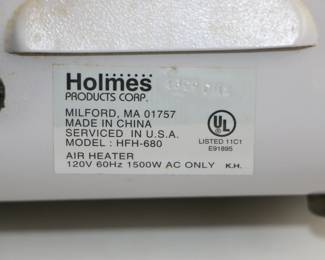 Holmes
PRODUCTS CORP.
MILFORD, MA 01757
MADE IN CHINA
SERVICED IN U.S.A.
MODEL : HFH-680
AIR HEATER
120V 60Hz 1500W AC ONLY K.H.
UL
LISTED 11C1
E91895